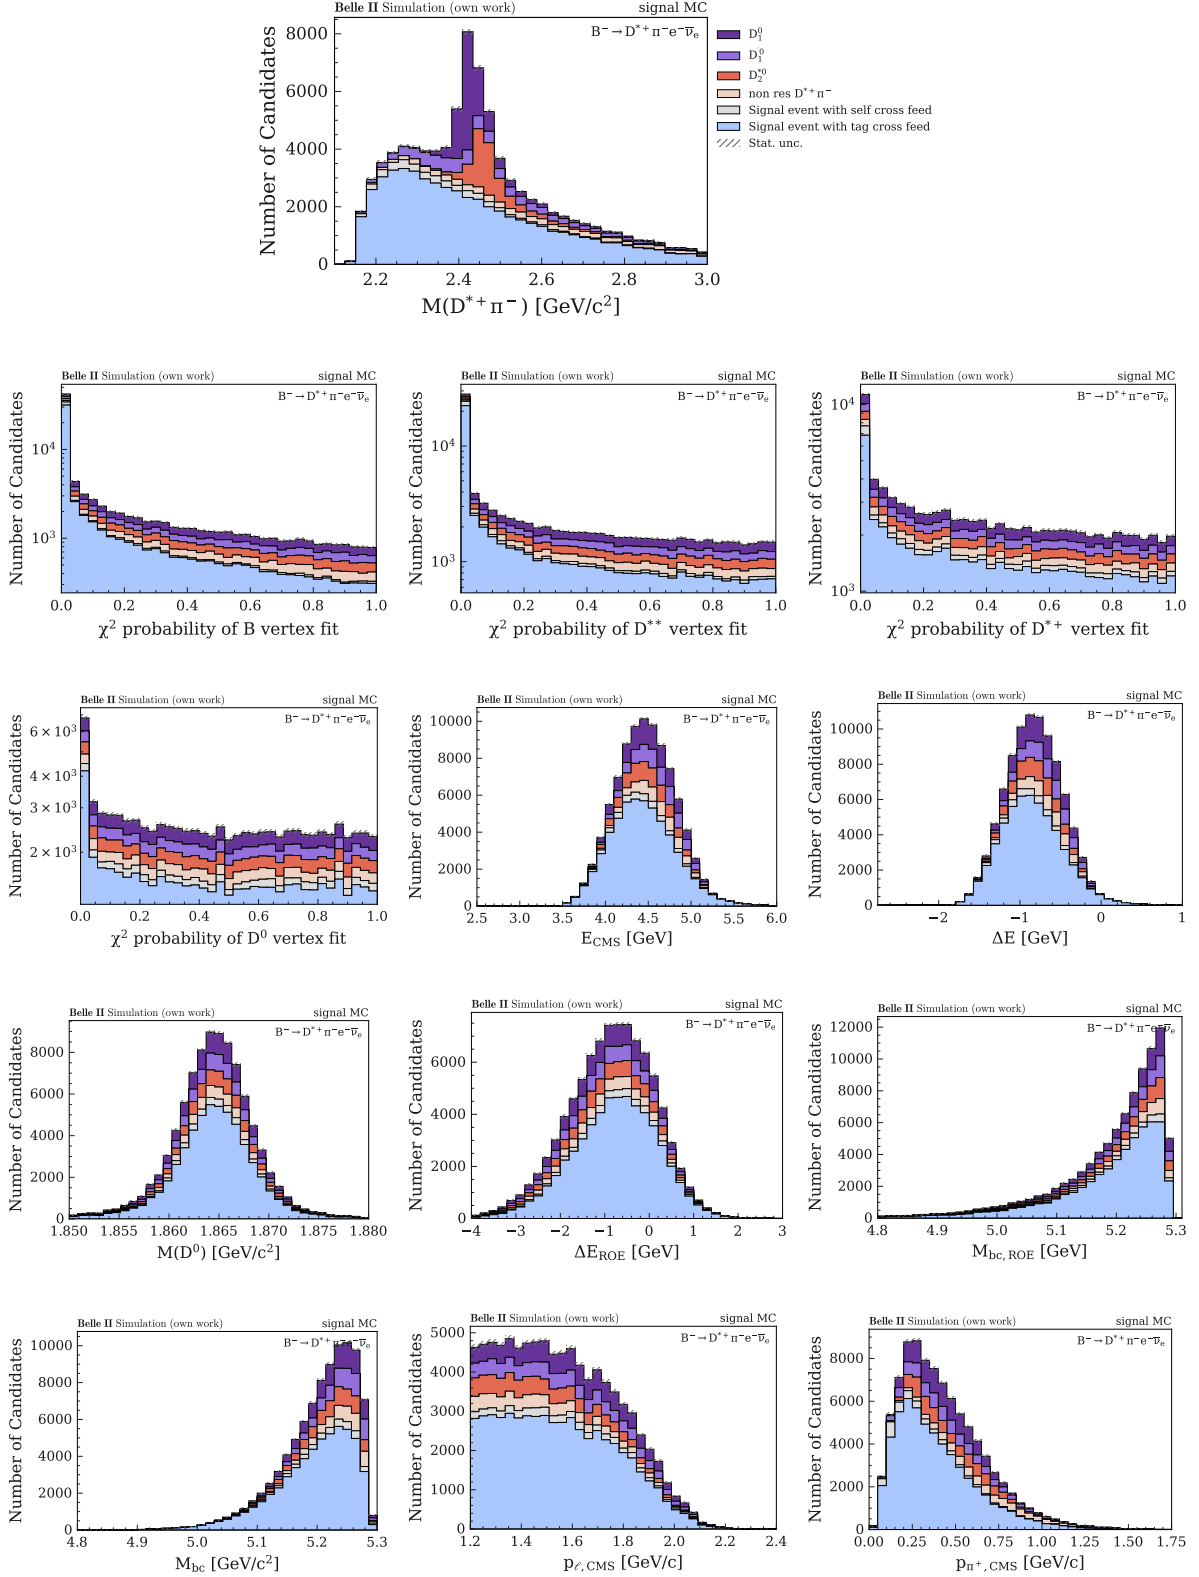 Belle II Simulation (own work) signal MC
B⁻ → D*⁺π⁻e⁻ν̅ₑ
Number of Candidates
8000
6000
4000
2000
0
2.2 2.4 2.6 2.8 3.0
M(D*⁺π⁻) [GeV/c²]
D₁⁰
D₁′⁰
D₂*⁰
non res D*⁺π⁻
Signal event with self cross feed
Signal event with tag cross feed
Stat. unc.
Belle II Simulation (own work) signal MC
B⁻ → D*⁺π⁻e⁻ν̅ₑ
Number of Candidates
10⁴
10³
0.0 0.2 0.4 0.6 0.8 1.0
χ² probability of B vertex fit
Belle II Simulation (own work) signal MC
B⁻ → D*⁺π⁻e⁻ν̅ₑ
Number of Candidates
10⁴
10³
0.0 0.2 0.4 0.6 0.8 1.0
χ² probability of D** vertex fit
Belle II Simulation (own work) signal MC
B⁻ → D*⁺π⁻e⁻ν̅ₑ
Number of Candidates
10⁴
10³
0.0 0.2 0.4 0.6 0.8 1.0
χ² probability of D*⁺ vertex fit
Belle II Simulation (own work) signal MC
B⁻ → D*⁺π⁻e⁻ν̅ₑ
Number of Candidates
6 × 10³
4 × 10³
3 × 10³
2 × 10³
0.0 0.2 0.4 0.6 0.8 1.0
χ² probability of D⁰ vertex fit
Belle II Simulation (own work) signal MC
B⁻ → D*⁺π⁻e⁻ν̅ₑ
Number of Candidates
10000
8000
6000
4000
2000
0
2.5 3.0 3.5 4.0 4.5 5.0 5.5 6.0
E_CMS [GeV]
Belle II Simulation (own work) signal MC
B⁻ → D*⁺π⁻e⁻ν̅ₑ
Number of Candidates
10000
8000
6000
4000
2000
0
−2 −1 0 1
ΔE [GeV]
Belle II Simulation (own work) signal MC
B⁻ → D*⁺π⁻e⁻ν̅ₑ
Number of Candidates
8000
6000
4000
2000
0
1.850 1.855 1.860 1.865 1.870 1.875 1.880
M(D⁰) [GeV/c²]
Belle II Simulation (own work) signal MC
B⁻ → D*⁺π⁻e⁻ν̅ₑ
Number of Candidates
7000
6000
5000
4000
3000
2000
1000
0
−4 −3 −2 −1 0 1 2 3
ΔE_ROE [GeV]
Belle II Simulation (own work) signal MC
B⁻ → D*⁺π⁻e⁻ν̅ₑ
Number of Candidates
12000
10000
8000
6000
4000
2000
0
4.8 4.9 5.0 5.1 5.2 5.3
M_bc, ROE [GeV]
Belle II Simulation (own work) signal MC
B⁻ → D*⁺π⁻e⁻ν̅ₑ
Number of Candidates
10000
8000
6000
4000
2000
0
4.8 4.9 5.0 5.1 5.2 5.3
M_bc [GeV/c²]
Belle II Simulation (own work) signal MC
B⁻ → D*⁺π⁻e⁻ν̅ₑ
Number of Candidates
5000
4000
3000
2000
1000
0
1.2 1.4 1.6 1.8 2.0 2.2 2.4
p_ℓ, CMS [GeV/c]
Belle II Simulation (own work) signal MC
B⁻ → D*⁺π⁻e⁻ν̅ₑ
Number of Candidates
8000
6000
4000
2000
0
0.00 0.25 0.50 0.75 1.00 1.25 1.50 1.75
p_π⁺, CMS [GeV/c]